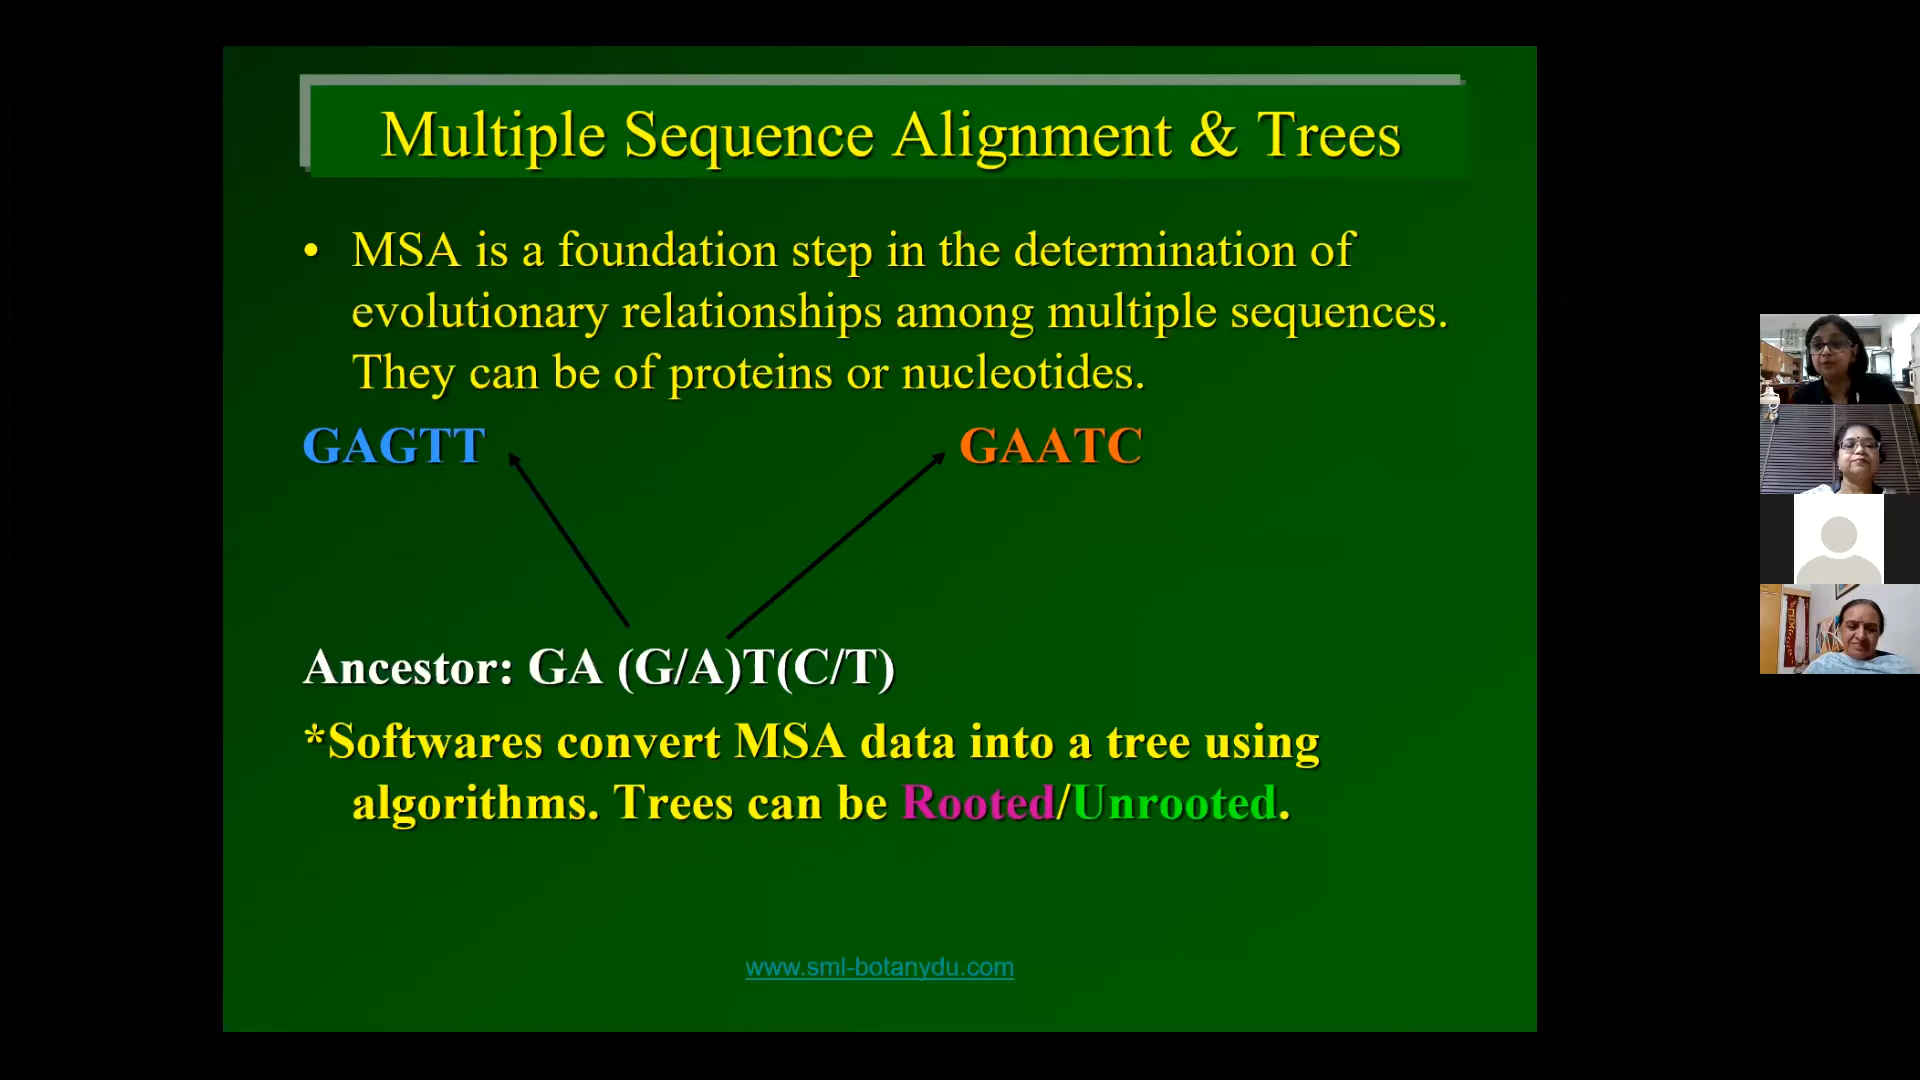 Multiple Sequence Alignment & Trees
• MSA is a foundation step in the determination of
evolutionary relationships among multiple sequences.
They can be of proteins or nucleotides.
GAGTT GAATC
Ancestor: GA (G/A)T(C/T)
*Softwares convert MSA data into a tree using
algorithms. Trees can be Rooted/Unrooted.
www.sml-botanydu.com